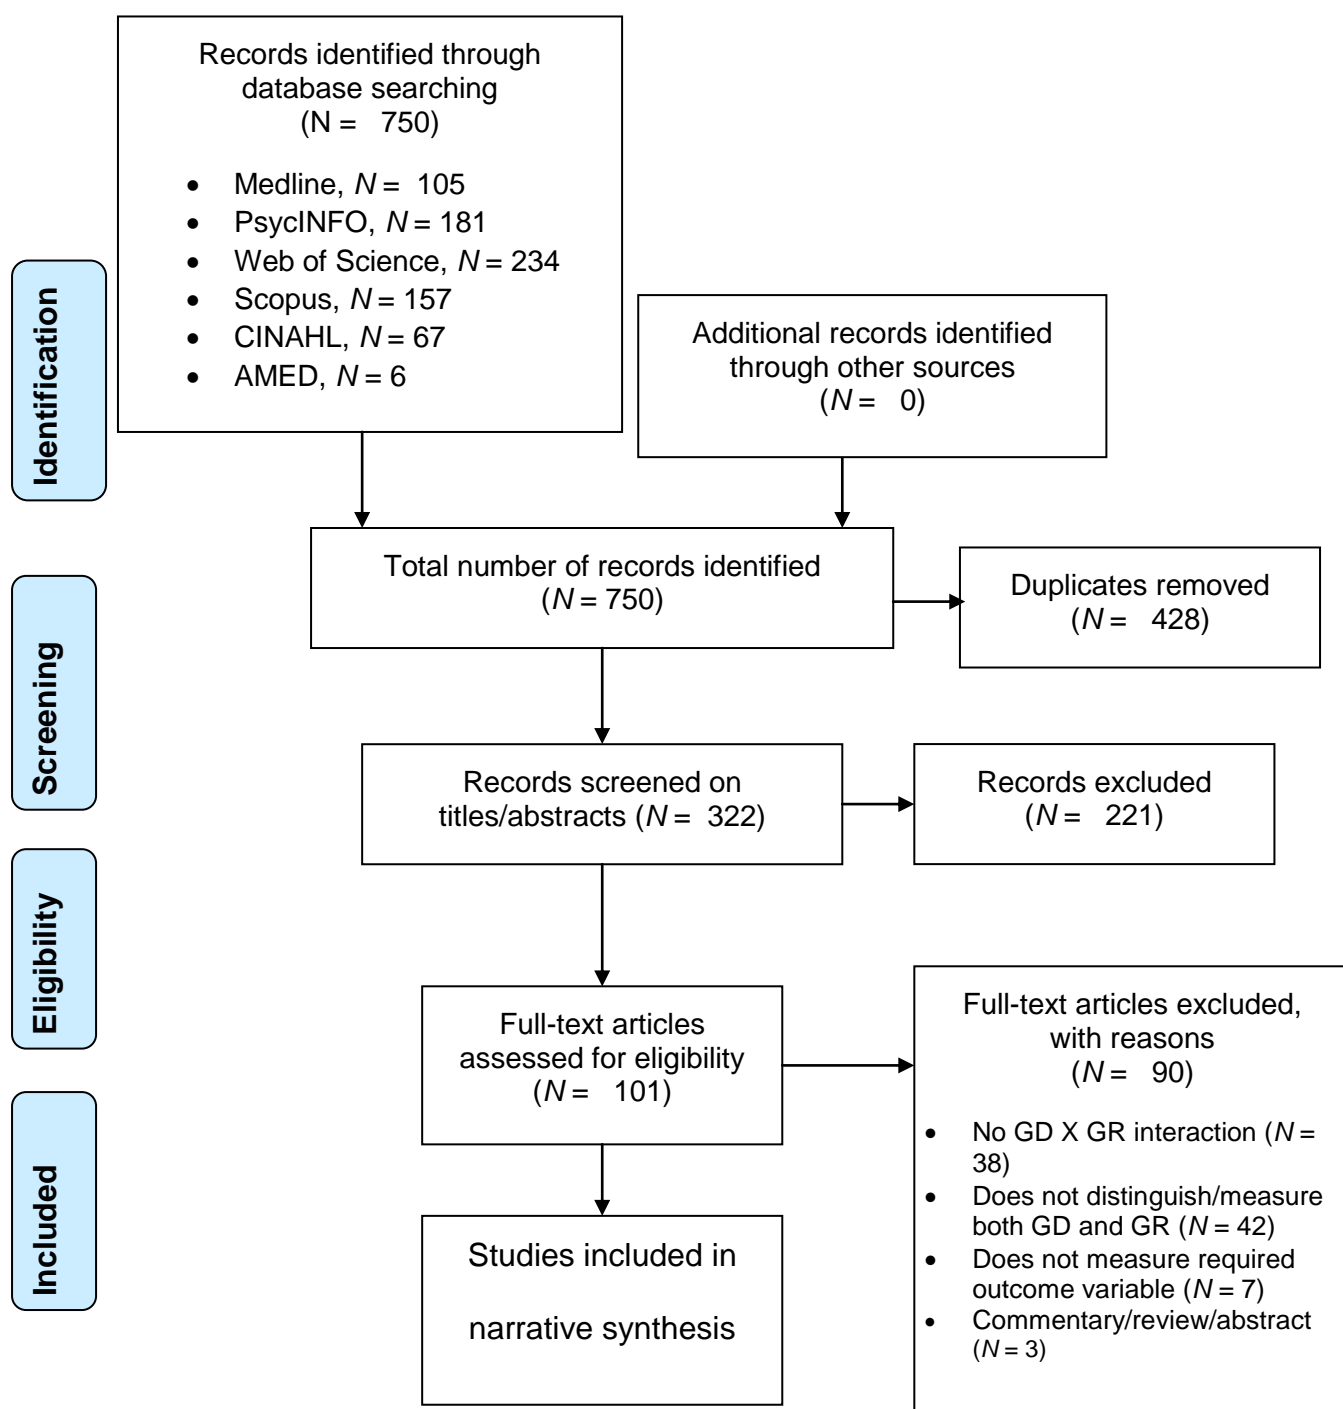 Records identified through
database searching
(N = 750)
• Medline, N = 105
• PsycINFO, N = 181
• Web of Science, N = 234
• Scopus, N = 157
• CINAHL, N = 67
• AMED, N = 6
Identification
Additional records identified
through other sources
(N = 0)
Total number of records identified
(N = 750)
Duplicates removed
(N = 428)
Screening
Records screened on
titles/abstracts (N = 322)
Records excluded
(N = 221)
Eligibility
Full-text articles
assessed for eligibility
(N = 101)
Full-text articles excluded,
with reasons
(N = 90)
• No GD X GR interaction (N =
38)
• Does not distinguish/measure
both GD and GR (N = 42)
• Does not measure required
outcome variable (N = 7)
• Commentary/review/abstract
(N = 3)
Included
Studies included in
narrative synthesis